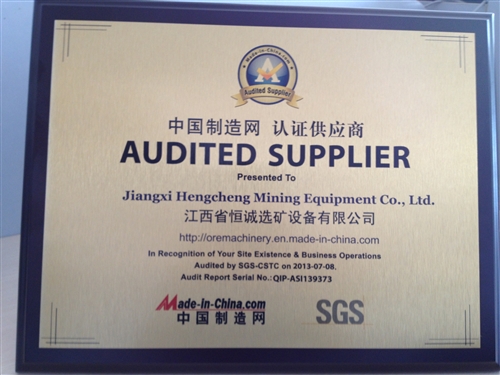 Made-in-China.com
Audited Supplier
中国制造网 认证供应商
AUDITED SUPPLIER
Presented To
Jiangxi Hengcheng Mining Equipment Co., Ltd.
江西省恒诚选矿设备有限公司
http://oremachinery.en.made-in-china.com
In Recognition of Your Site Existence & Business Operations
Audited by SGS-CSTC on 2013-07-08.
Audit Report Serial No.:QIP-ASI139373
Made-in-China.com
中国制造网
SGS